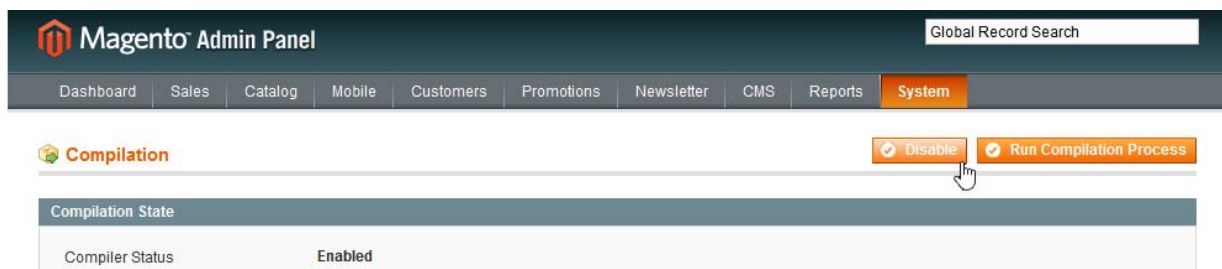 Magento™ Admin Panel
Global Record Search
Dashboard Sales Catalog Mobile Customers Promotions Newsletter CMS Reports System
Compilation
Disable Run Compilation Process
Compilation State
Compiler Status Enabled